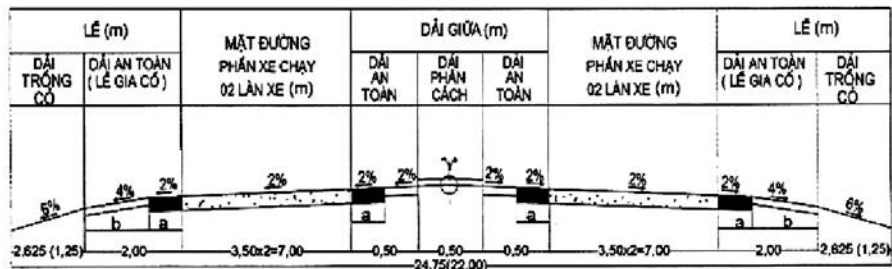 LỀ (m) DẢI GIỮA (m) LỀ (m)
DẢI TRỒNG CỎ DẢI AN TOÀN (LỀ GIA CỐ) MẶT ĐƯỜNG PHẦN XE CHẠY 02 LÀN XE (m) DẢI AN TOÀN DẢI PHÂN CÁCH DẢI AN TOÀN MẶT ĐƯỜNG PHẦN XE CHẠY 02 LÀN XE (m) DẢI AN TOÀN (LỀ GIA CỐ) DẢI TRỒNG CỎ
5% 4% 2% 2% 2% 2% "Y" 2% 2% 2% 2% 4% 6%
b a a a a b
2,625 (1,25) 2,00 3,50x2=7,00 0,50 0,50 0,50 3,50x2=7,00 2,00 2,625 (1,25)
24,75(22,00)